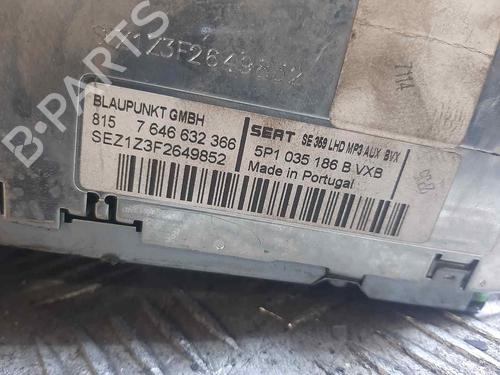 B-PARTS
BLAUPUNKT GMBH
815 7 646 632 366
SEZ1Z3F2649852
SEAT SE 369 LHD MP3 AUX BVX
5P1 035 186 B VXB
Made in Portugal